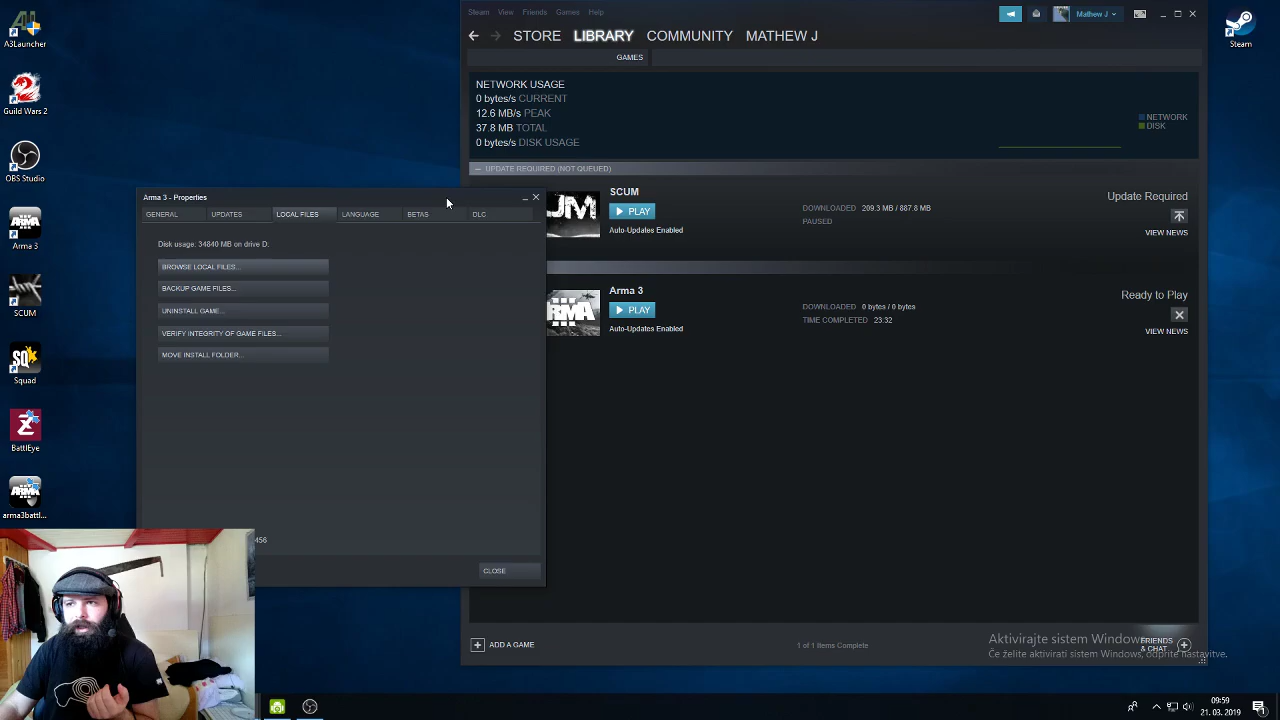 A3Launcher
Guild Wars 2
OBS Studio
Arma 3
SCUM
Squad
BattlEye
arma3battl...
Steam View Friends Games Help
Mathew J
STORE LIBRARY COMMUNITY MATHEW J
GAMES
NETWORK USAGE
0 bytes/s CURRENT
12.6 MB/s PEAK
37.8 MB TOTAL
0 bytes/s DISK USAGE
NETWORK
DISK
UPDATE REQUIRED (NOT QUEUED)
SCUM
PLAY
Auto-Updates Enabled
DOWNLOADED 209.3 MB / 887.8 MB
PAUSED
Update Required
VIEW NEWS
Arma 3
PLAY
Auto-Updates Enabled
DOWNLOADED 0 bytes / 0 bytes
TIME COMPLETED 23:32
Ready to Play
VIEW NEWS
ADD A GAME
1 of 1 Items Complete
FRIENDS
& CHAT
Arma 3 - Properties
GENERAL UPDATES LOCAL FILES LANGUAGE BETAS DLC
Disk usage: 34840 MB on drive D:
BROWSE LOCAL FILES...
BACKUP GAME FILES...
UNINSTALL GAME...
VERIFY INTEGRITY OF GAME FILES...
MOVE INSTALL FOLDER...
456
CLOSE
Steam
Aktivirajte sistem Windows
Če želite aktivirati sistem Windows, odprite nastavitve.
09:59
21. 03. 2019